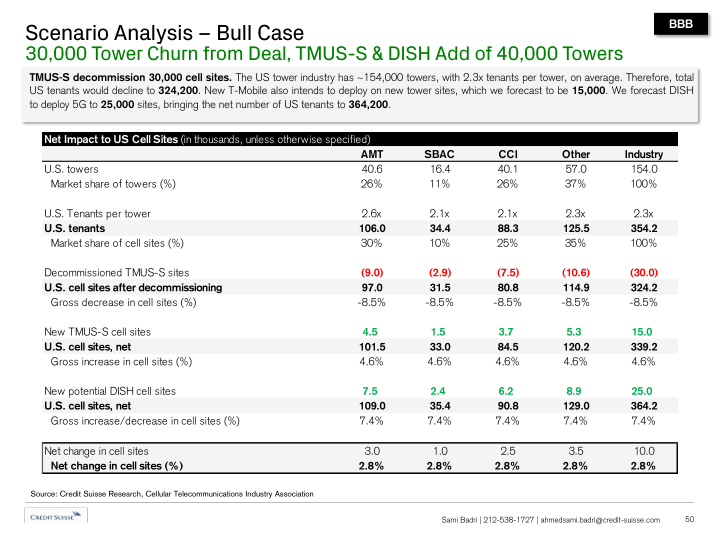 BBB
Scenario Analysis – Bull Case
30,000 Tower Churn from Deal, TMUS-S & DISH Add of 40,000 Towers
TMUS-S decommission 30,000 cell sites. The US tower industry has ~154,000 towers, with 2.3x tenants per tower, on average. Therefore, total
US tenants would decline to 324,200. New T-Mobile also intends to deploy on new tower sites, which we forecast to be 15,000. We forecast DISH
to deploy 5G to 25,000 sites, bringing the net number of US tenants to 364,200.
Net Impact to US Cell Sites (in thousands, unless otherwise specified)
AMT SBAC CCI Other Industry
U.S. towers 40.6 16.4 40.1 57.0 154.0
Market share of towers (%) 26% 11% 26% 37% 100%
U.S. Tenants per tower 2.6x 2.1x 2.1x 2.3x 2.3x
U.S. tenants 106.0 34.4 88.3 125.5 354.2
Market share of cell sites (%) 30% 10% 25% 35% 100%
Decommissioned TMUS-S sites (9.0) (2.9) (7.5) (10.6) (30.0)
U.S. cell sites after decommissioning 97.0 31.5 80.8 114.9 324.2
Gross decrease in cell sites (%) -8.5% -8.5% -8.5% -8.5% -8.5%
New TMUS-S cell sites 4.5 1.5 3.7 5.3 15.0
U.S. cell sites, net 101.5 33.0 84.5 120.2 339.2
Gross increase in cell sites (%) 4.6% 4.6% 4.6% 4.6% 4.6%
New potential DISH cell sites 7.5 2.4 6.2 8.9 25.0
U.S. cell sites, net 109.0 35.4 90.8 129.0 364.2
Gross increase/decrease in cell sites (%) 7.4% 7.4% 7.4% 7.4% 7.4%
Net change in cell sites 3.0 1.0 2.5 3.5 10.0
Net change in cell sites (%) 2.8% 2.8% 2.8% 2.8% 2.8%
Source: Credit Suisse Research, Cellular Telecommunications Industry Association
CREDIT SUISSE
Sami Badri | 212-538-1727 | ahmedsami.badri@credit-suisse.com 50